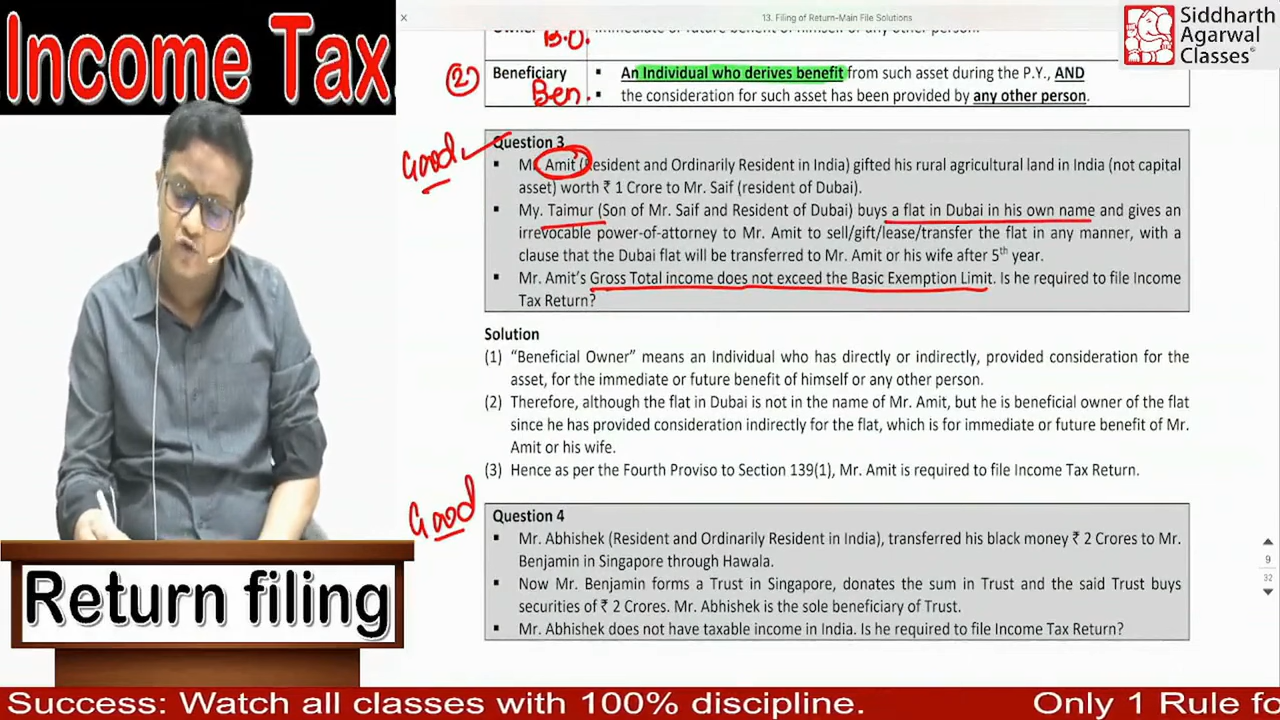 Income Tax
13. Filing of Return-Main File Solutions
Siddharth
Agarwal
Classes
B.O.
immediate or future benefit of himself or any other person.
② Beneficiary ▪ An Individual who derives benefit from such asset during the P.Y., AND
Ben. ▪ the consideration for such asset has been provided by any other person.
Good
Question 3
▪ Mr. Amit (Resident and Ordinarily Resident in India) gifted his rural agricultural land in India (not capital
asset) worth ₹ 1 Crore to Mr. Saif (resident of Dubai).
▪ My. Taimur (Son of Mr. Saif and Resident of Dubai) buys a flat in Dubai in his own name and gives an
irrevocable power-of-attorney to Mr. Amit to sell/gift/lease/transfer the flat in any manner, with a
clause that the Dubai flat will be transferred to Mr. Amit or his wife after 5th year.
▪ Mr. Amit's Gross Total income does not exceed the Basic Exemption Limit. Is he required to file Income
Tax Return?
Solution
(1) “Beneficial Owner” means an Individual who has directly or indirectly, provided consideration for the
asset, for the immediate or future benefit of himself or any other person.
(2) Therefore, although the flat in Dubai is not in the name of Mr. Amit, but he is beneficial owner of the flat
since he has provided consideration indirectly for the flat, which is for immediate or future benefit of Mr.
Amit or his wife.
(3) Hence as per the Fourth Proviso to Section 139(1), Mr. Amit is required to file Income Tax Return.
Good
Question 4
▪ Mr. Abhishek (Resident and Ordinarily Resident in India), transferred his black money ₹ 2 Crores to Mr.
Benjamin in Singapore through Hawala.
▪ Now Mr. Benjamin forms a Trust in Singapore, donates the sum in Trust and the said Trust buys
securities of ₹ 2 Crores. Mr. Abhishek is the sole beneficiary of Trust.
▪ Mr. Abhishek does not have taxable income in India. Is he required to file Income Tax Return?
9
32
Return filing
Success: Watch all classes with 100% discipline. Only 1 Rule fo